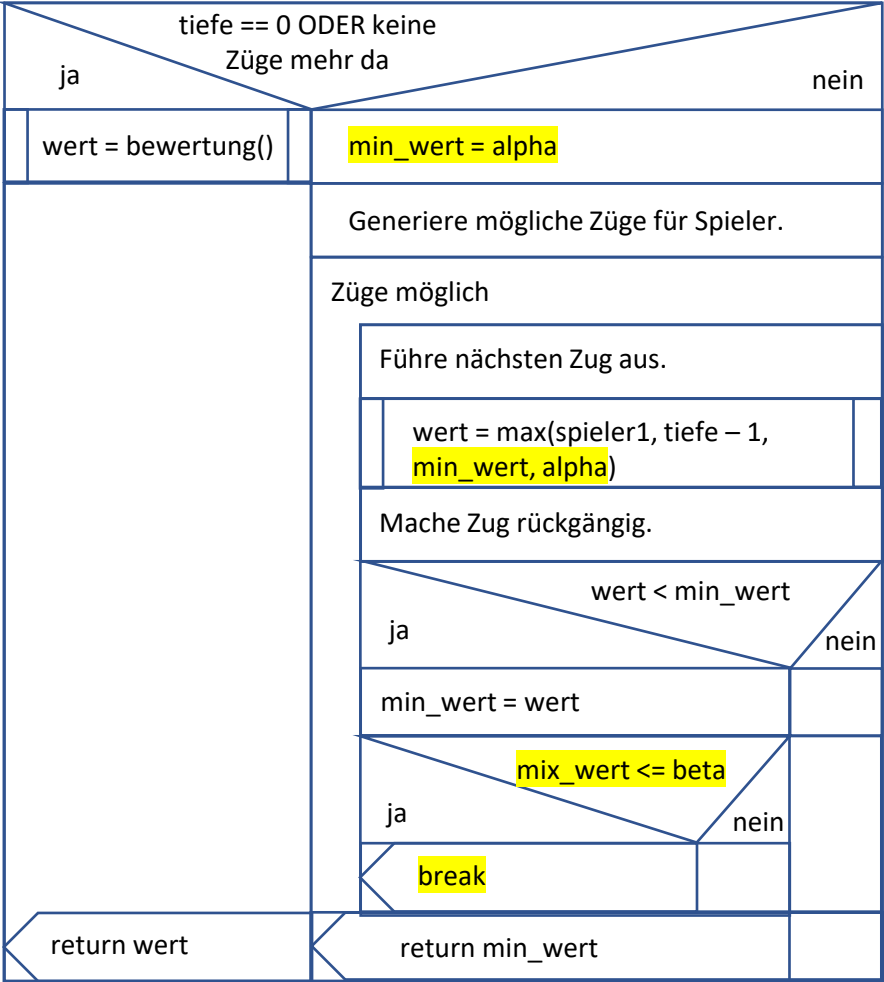 tiefe == 0 ODER keine
Züge mehr da
ja
nein
wert = bewertung()
min_wert = alpha
Generiere mögliche Züge für Spieler.
Züge möglich
Führe nächsten Zug aus.
wert = max(spieler1, tiefe – 1,
min_wert, alpha)
Mache Zug rückgängig.
wert < min_wert
ja
nein
min_wert = wert
mix_wert <= beta
ja
nein
break
return wert
return min_wert